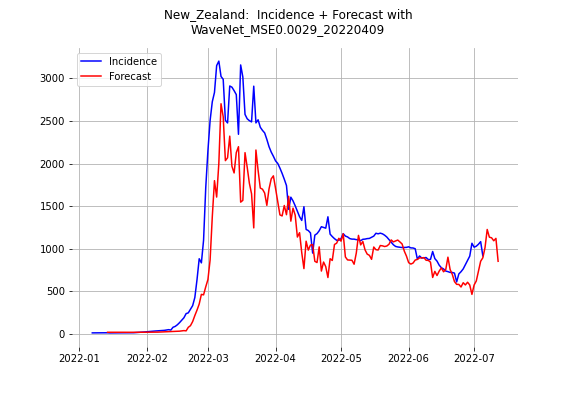 New_Zealand:  Incidence + Forecast with
WaveNet_MSE0.0029_20220409
Incidence
Forecast
3000
2500
2000
1500
1000
500
0
2022-01 2022-02 2022-03 2022-04 2022-05 2022-06 2022-07